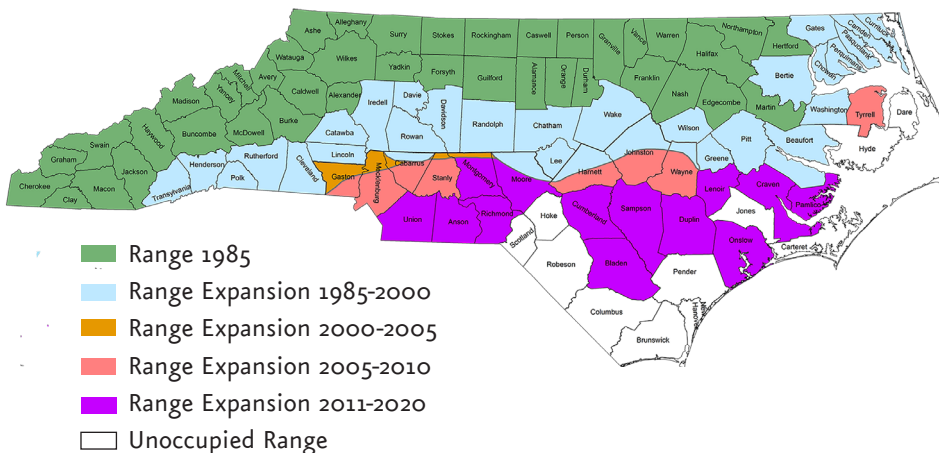 Ashe
Alleghany
Surry
Stokes
Rockingham
Caswell
Person
Granville
Vance
Warren
Northampton
Gates
Camden
Currituck
Pasquotank
Perquimans
Chowan
Hertford
Halifax
Bertie
Watauga
Wilkes
Yadkin
Forsyth
Guilford
Alamance
Orange
Durham
Franklin
Nash
Edgecombe
Martin
Washington
Tyrrell
Dare
Mitchell
Avery
Yancey
Caldwell
Alexander
Iredell
Davie
Davidson
Randolph
Chatham
Wake
Wilson
Pitt
Beaufort
Hyde
Madison
Haywood
Buncombe
McDowell
Burke
Catawba
Rowan
Lincoln
Cabarrus
Lee
Johnston
Greene
Swain
Graham
Jackson
Henderson
Rutherford
Cleveland
Gaston
Mecklenburg
Stanly
Montgomery
Moore
Harnett
Wayne
Lenoir
Craven
Pamlico
Cherokee
Macon
Clay
Transylvania
Polk
Union
Anson
Richmond
Hoke
Scotland
Cumberland
Sampson
Duplin
Jones
Onslow
Carteret
Robeson
Bladen
Pender
Columbus
New
Hanover
Brunswick
Range 1985
Range Expansion 1985-2000
Range Expansion 2000-2005
Range Expansion 2005-2010
Range Expansion 2011-2020
Unoccupied Range